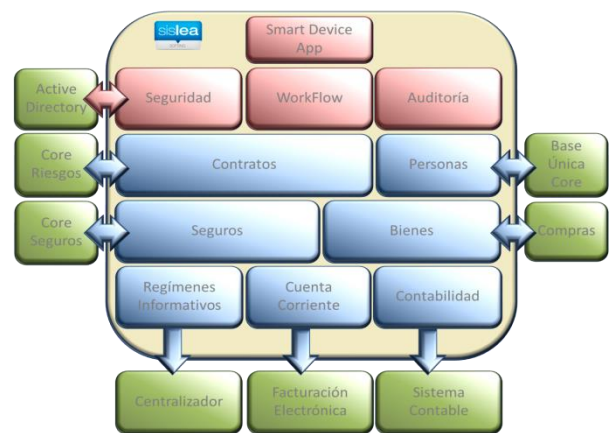 sislea
Smart Device
App
Active
Directory
Seguridad
WorkFlow
Auditoría
Core
Riesgos
Contratos
Personas
Base
Única
Core
Core
Seguros
Seguros
Bienes
Compras
Regímenes
Informativos
Cuenta
Corriente
Contabilidad
Centralizador
Facturación
Electrónica
Sistema
Contable